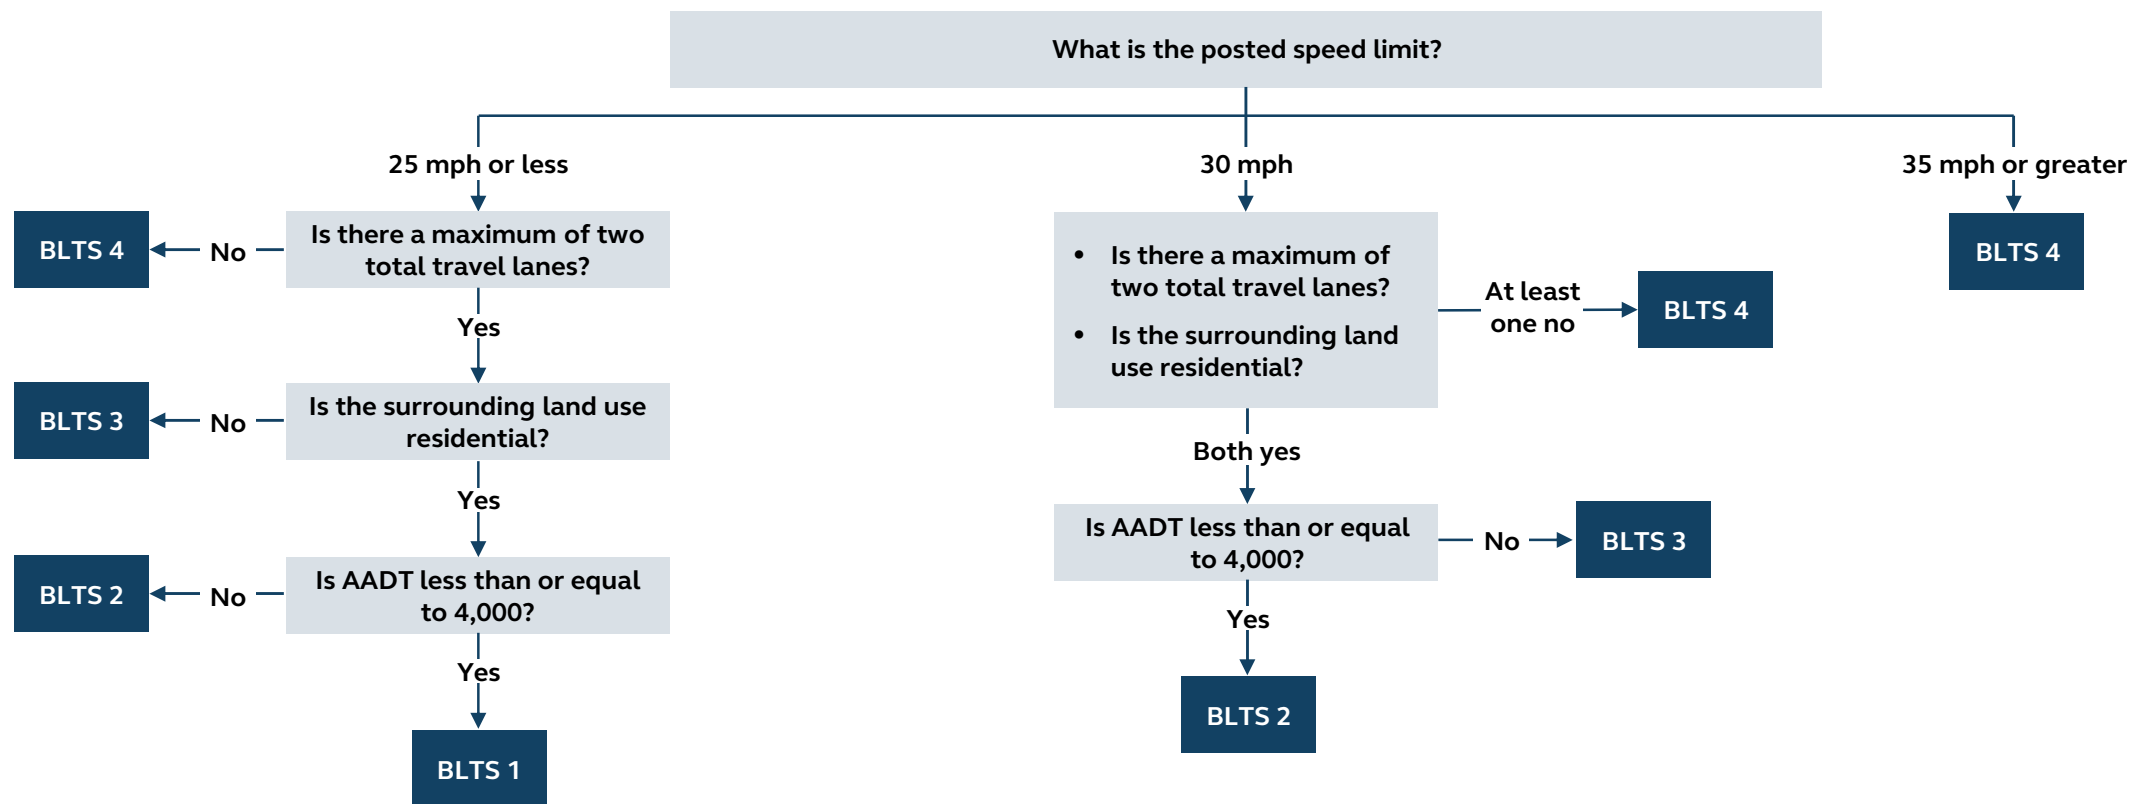 What is the posted speed limit?
25 mph or less
30 mph
35 mph or greater
BLTS 4
No
Is there a maximum of two
total travel lanes?
Yes
BLTS 3
No
Is the surrounding land use
residential?
Yes
BLTS 2
No
Is AADT less than or equal
to 4,000?
Yes
BLTS 1
• Is there a maximum of
two total travel lanes?
• Is the surrounding land
use residential?
At least
one no
BLTS 4
Both yes
Is AADT less than or equal
to 4,000?
No
BLTS 3
Yes
BLTS 2
BLTS 4